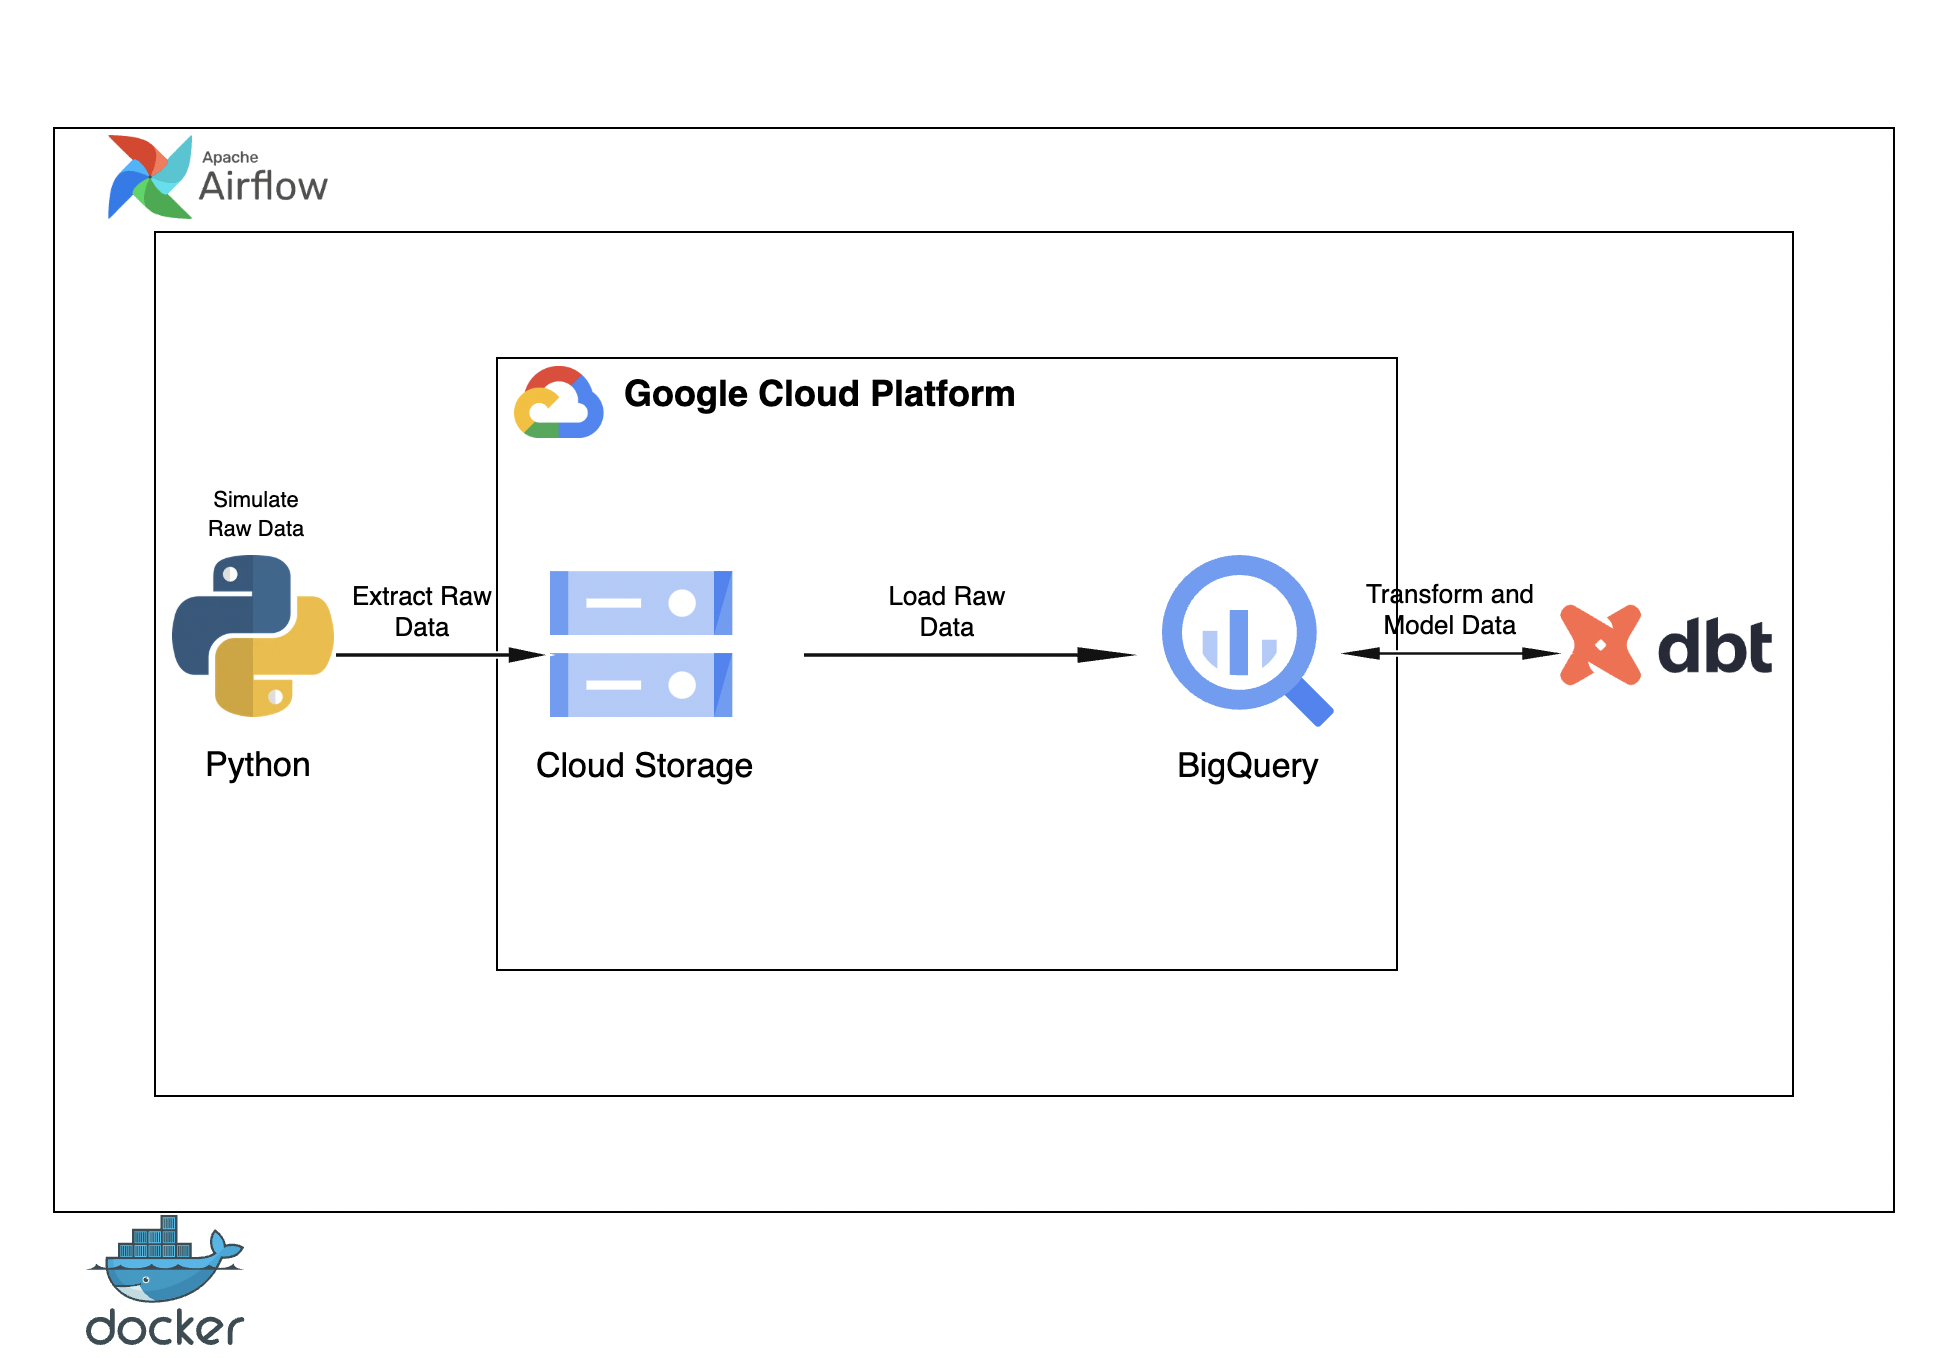 Apache
Airflow
Google Cloud Platform
Simulate
Raw Data
Extract Raw
Data
Load Raw
Data
Transform and
Model Data
dbt
Python
Cloud Storage
BigQuery
docker